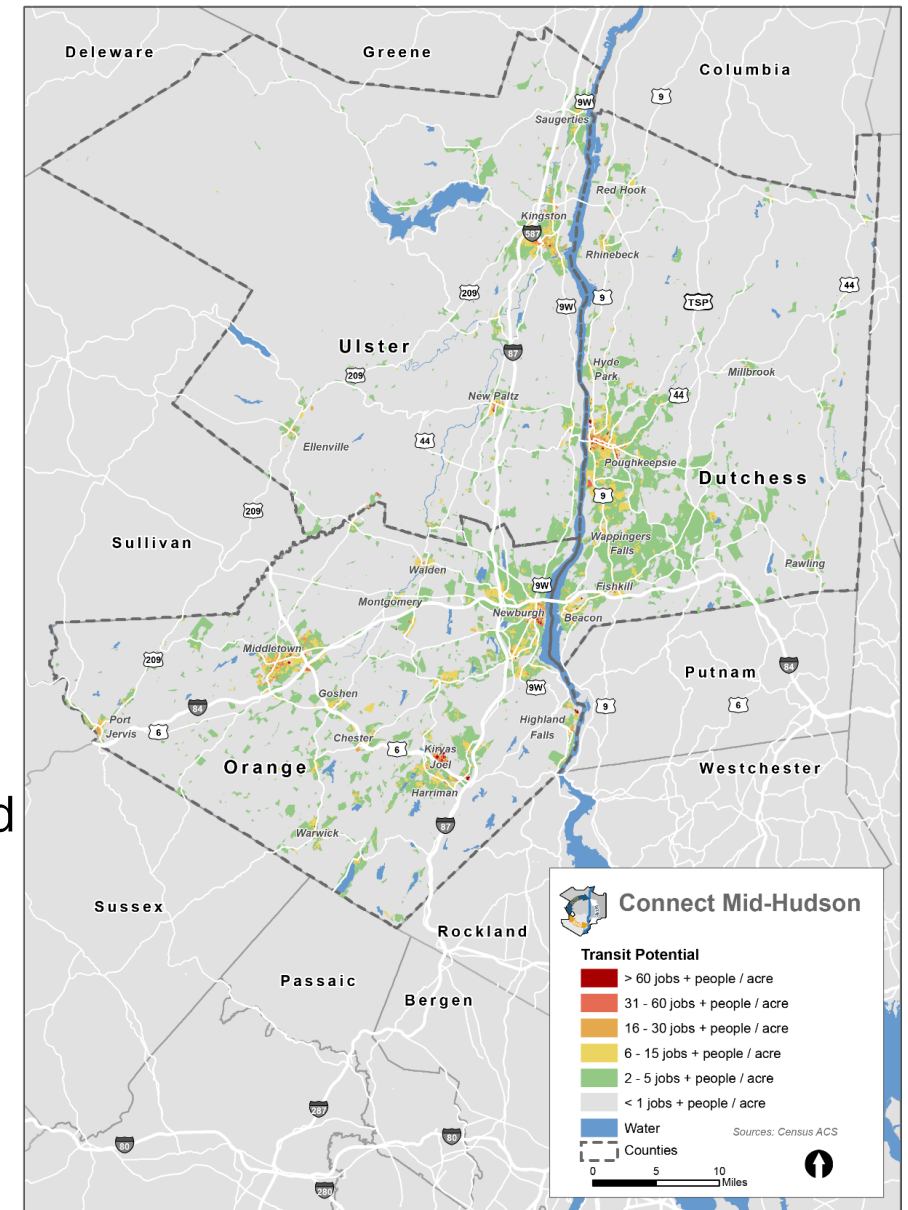 Deleware
Greene
Columbia
9W
9
Saugerties
Red Hook
Kingston
587
Rhinebeck
44
209
9W
9
TSP
Ulster
87
Hyde
Park
209
Millbrook
44
New Paltz
44
Ellenville
Poughkeepsie
Dutchess
9
209
Sullivan
Wappingers
Falls
Pawling
Walden
9W
Fishkill
Montgomery
Newburgh
Beacon
Middletown
209
Putnam
84
9W
Goshen
84
9
6
Port
Jervis
6
Highland
Falls
Chester
6
Kiryas
Joel
Orange
Westchester
Harriman
d
87
Warwick
Sussex
Rockland
Passaic
Bergen
287
80
80
280
Connect Mid-Hudson
Transit Potential
> 60 jobs + people / acre
31 - 60 jobs + people / acre
16 - 30 jobs + people / acre
6 - 15 jobs + people / acre
2 - 5 jobs + people / acre
< 1 jobs + people / acre
Water
Sources: Census ACS
Counties
0 5 10
Miles